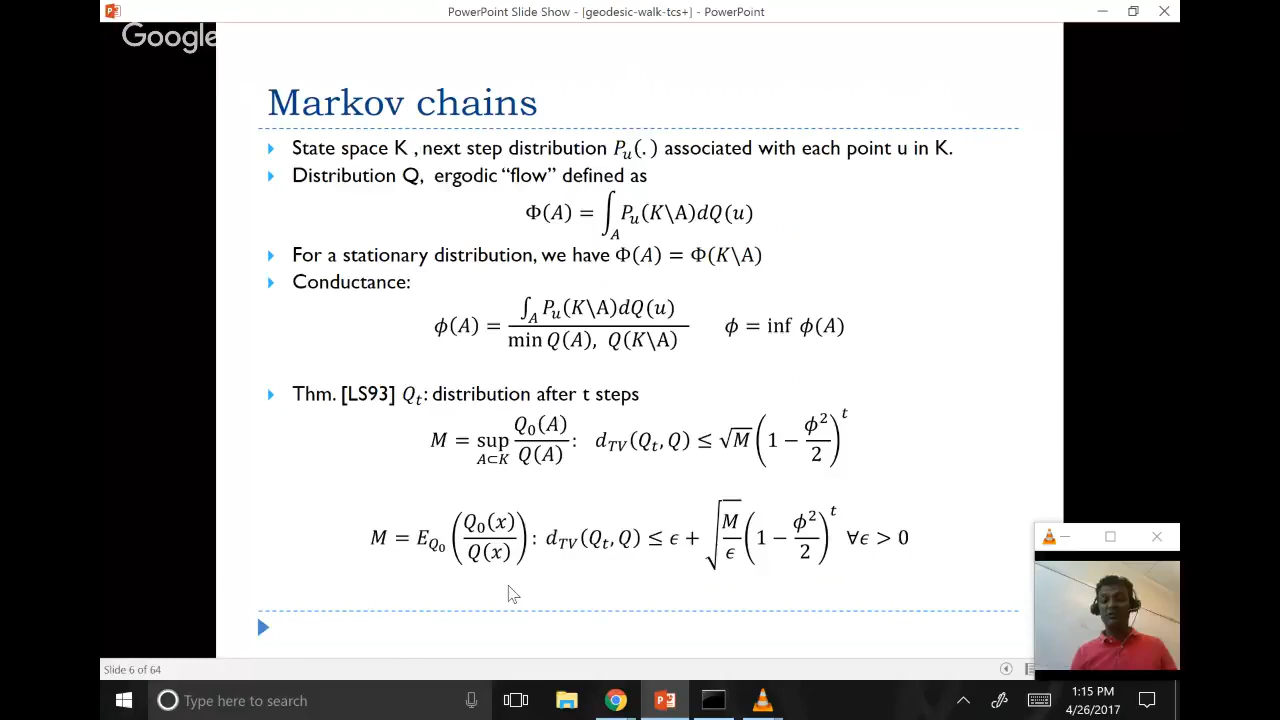 PowerPoint Slide Show - [geodesic-walk-tcs+] - PowerPoint
Google
Markov chains
State space K , next step distribution P_u(.) associated with each point u in K.
Distribution Q, ergodic “flow” defined as
Φ(A) = ∫_A P_u(K\A)dQ(u)
For a stationary distribution, we have Φ(A) = Φ(K\A)
Conductance:
ϕ(A) = ∫_A P_u(K\A)dQ(u) / min Q(A), Q(K\A)   ϕ = inf ϕ(A)
Thm. [LS93] Q_t: distribution after t steps
M = sup_{A⊂K} Q_0(A)/Q(A) :  d_TV(Q_t, Q) ≤ √M (1 − ϕ²/2)^t
M = E_{Q_0} (Q_0(x)/Q(x)) : d_TV(Q_t, Q) ≤ ϵ + √(M/ϵ) (1 − ϕ²/2)^t ∀ϵ > 0
Slide 6 of 64
Type here to search
1:15 PM
4/26/2017